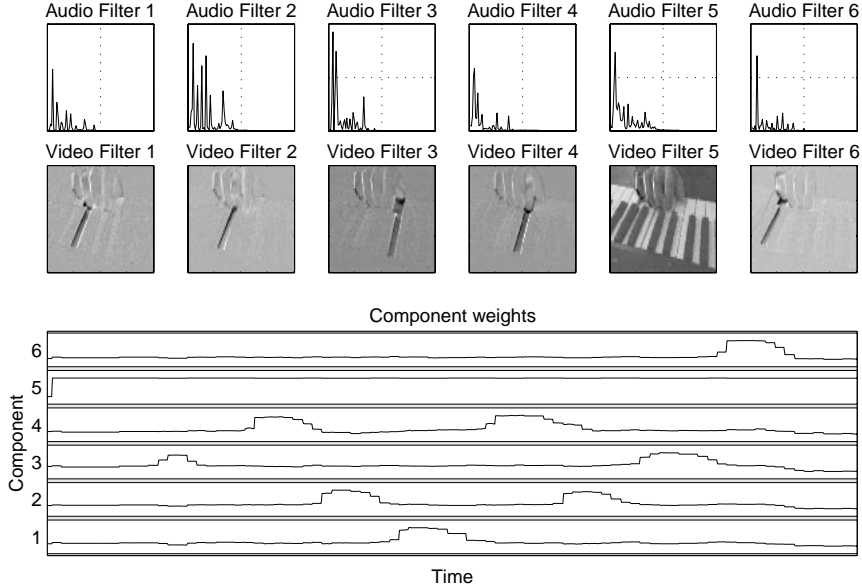 Audio Filter 1 Audio Filter 2 Audio Filter 3 Audio Filter 4 Audio Filter 5 Audio Filter 6
Video Filter 1 Video Filter 2 Video Filter 3 Video Filter 4 Video Filter 5 Video Filter 6
Component weights
6
5
4
3
2
1
Component
Time